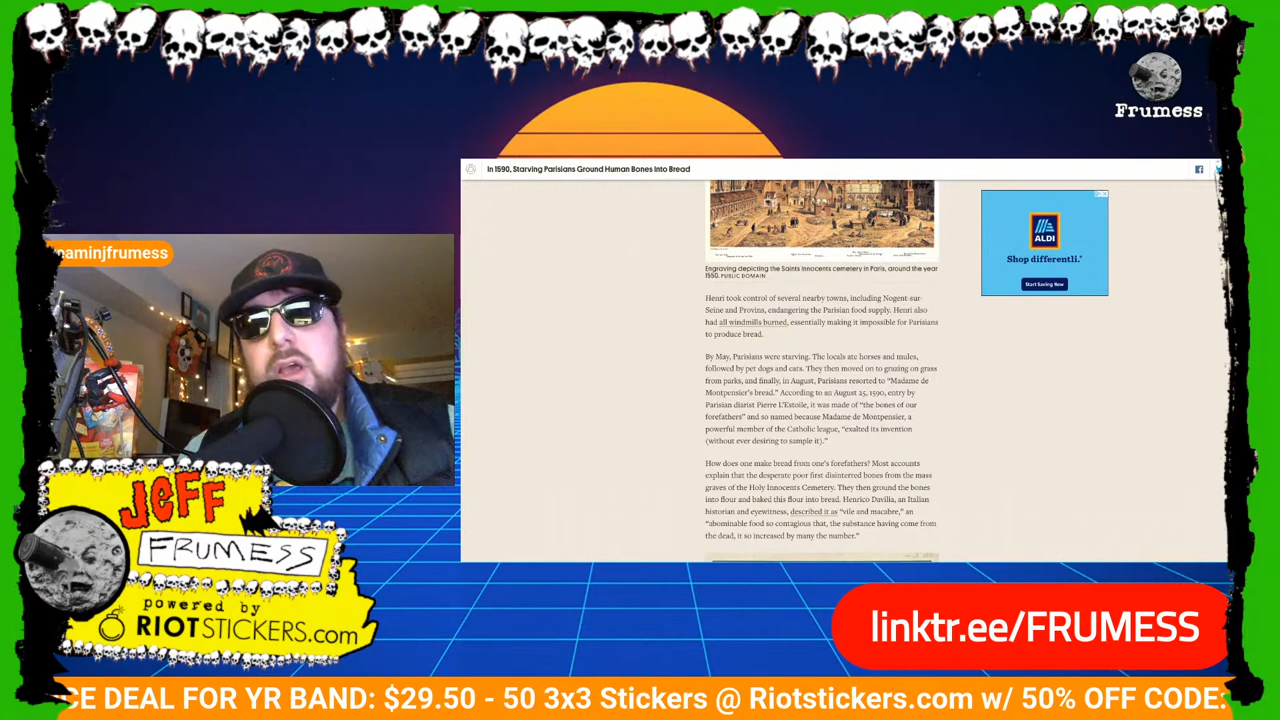 Frumess
In 1590, Starving Parisians Ground Human Bones Into Bread
eaminjfrumess
ALDI
Shop differentli.
Start Saving Now
Engraving depicting the Saints Innocents cemetery in Paris, around the year
1550. PUBLIC DOMAIN
Henri took control of several nearby towns, including Nogent-sur-
Seine and Provins, endangering the Parisian food supply. Henri also
had all windmills burned, essentially making it impossible for Parisians
to produce bread.
By May, Parisians were starving. The locals ate horses and mules,
followed by pet dogs and cats. They then moved on to grazing on grass
from parks, and finally, in August, Parisians resorted to "Madame de
Montpensier's bread." According to an August 25, 1590, entry by
Parisian diarist Pierre L'Estoile, it was made of "the bones of our
forefathers" and so named because Madame de Montpensier, a
powerful member of the Catholic league, "exalted its invention
(without ever desiring to sample it)."
How does one make bread from one's forefathers? Most accounts
explain that the desperate poor first disinterred bones from the mass
graves of the Holy Innocents Cemetery. They then ground the bones
into flour and baked this flour into bread. Henrico Davilia, an Italian
historian and eyewitness, described it as "vile and macabre," an
"abominable food so contagious that, the substance having come from
the dead, it so increased by many the number."
JEFF
FRUMESS
powered by
RIOTSTICKERS.com
linktr.ee/FRUMESS
CE DEAL FOR YR BAND: $29.50 - 50 3x3 Stickers @ Riotstickers.com w/ 50% OFF CODE: